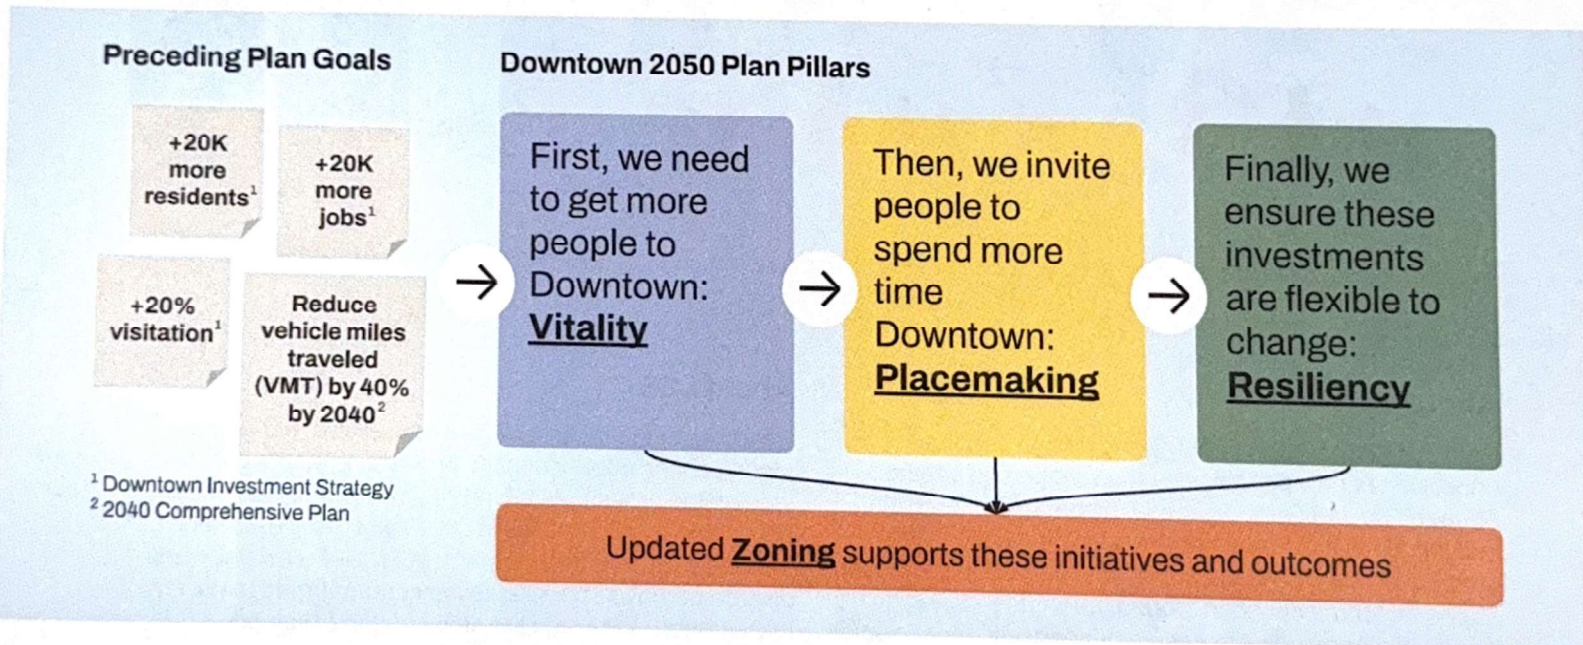 Preceding Plan Goals
+20K
more
residents¹
+20K
more
jobs¹
+20%
visitation¹
Reduce
vehicle miles
traveled
(VMT) by 40%
by 2040²
¹ Downtown Investment Strategy
² 2040 Comprehensive Plan
Downtown 2050 Plan Pillars
First, we need
to get more
people to
Downtown:
Vitality
Then, we invite
people to
spend more
time
Downtown:
Placemaking
Finally, we
ensure these
investments
are flexible to
change:
Resiliency
Updated Zoning supports these initiatives and outcomes